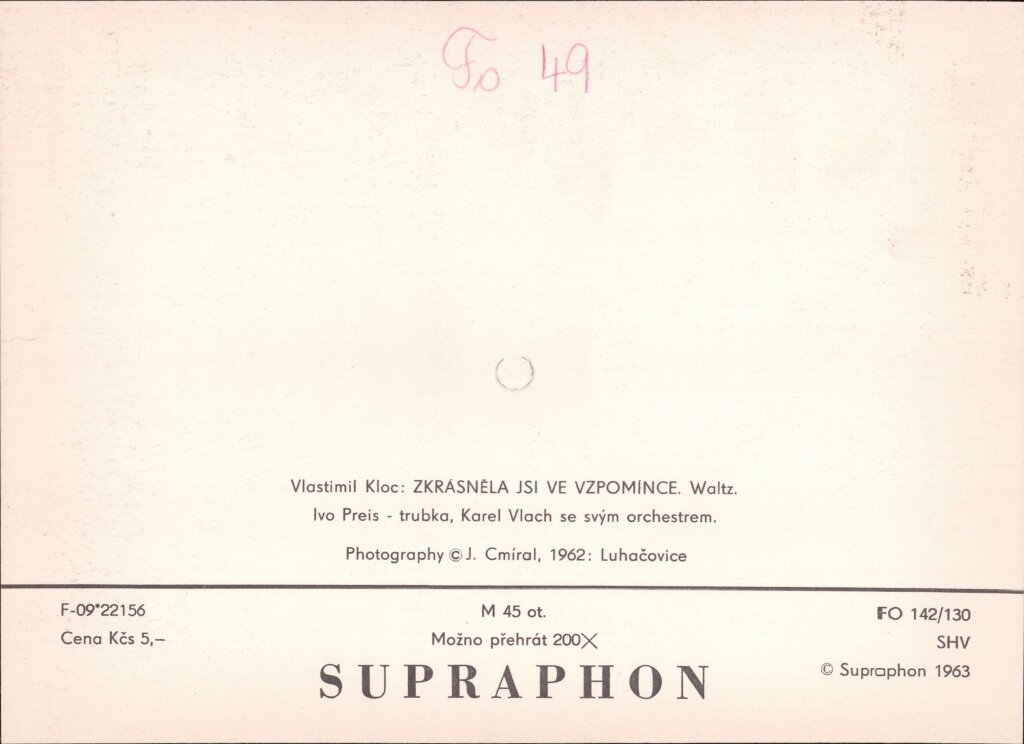 Fo 49
Vlastimil Kloc: ZKRÁSNĚLA JSI VE VZPOMÍNCE. Waltz.
Ivo Preis - trubka, Karel Vlach se svým orchestrem.
Photography © J. Cmíral, 1962: Luhačovice
F-09*22156
Cena Kčs 5,—
M 45 ot.
Možno přehrát 200X
SUPRAPHON
FO 142/130
SHV
© Supraphon 1963